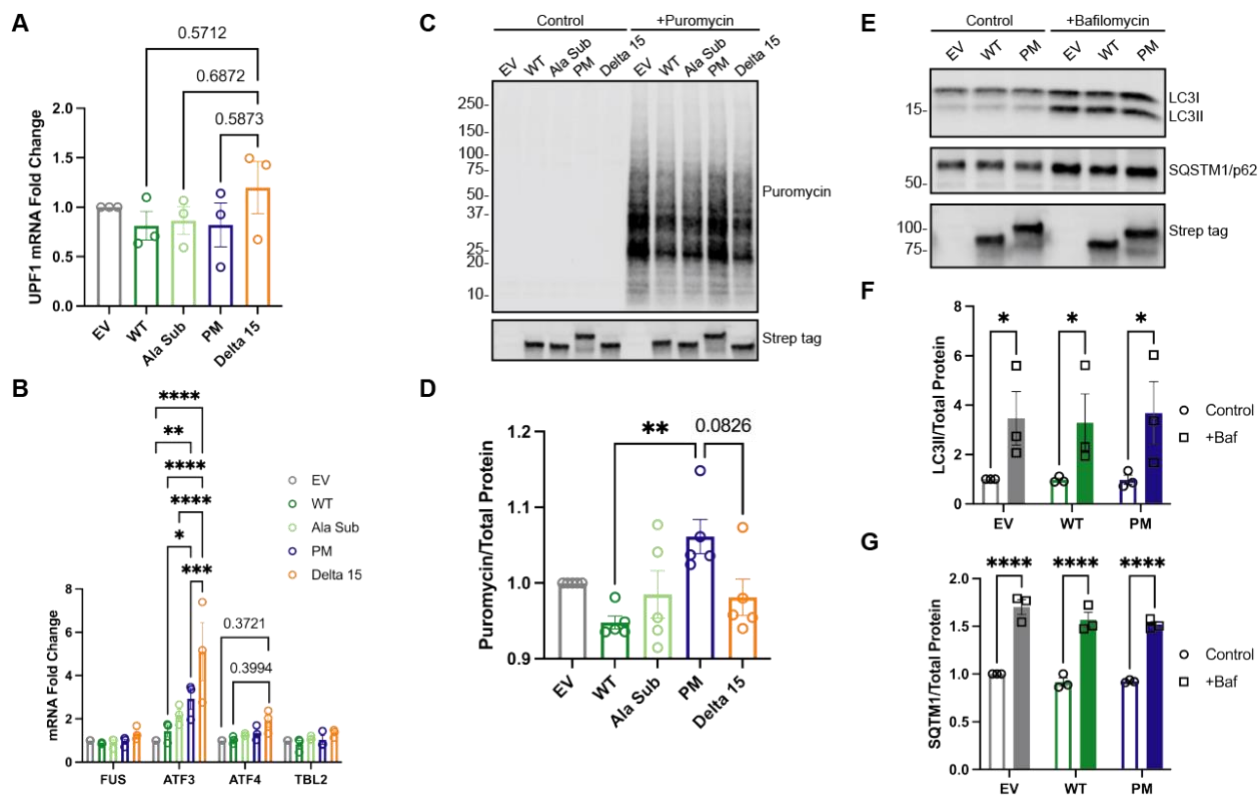 A
0.5712
0.6872
0.5873
2.0
1.5
1.0
0.5
0.0
UPF1 mRNA Fold Change
EV
WT
Ala Sub
PM
Delta 15
B
****
**
****
****
*
***
EV
WT
Ala Sub
PM
Delta 15
0.3721
0.3994
8
6
4
2
0
mRNA Fold Change
FUS ATF3 ATF4 TBL2
C
Control +Puromycin
EV WT Ala Sub PM Delta 15 EV WT Ala Sub PM Delta 15
250-
150-
100-
75-
50-
37-
25-
20-
10-
Puromycin
Strep tag
D
** 0.0826
1.2
1.1
1.0
0.9
Puromycin/Total Protein
EV
WT
Ala Sub
PM
Delta 15
E
Control +Bafilomycin
EV WT PM EV WT PM
15-
LC3I
LC3II
50-
SQSTM1/p62
100-
75-
Strep tag
F
* * *
8
6
4
2
0
LC3II/Total Protein
EV WT PM
Control
+Baf
G
**** **** ****
2.0
1.5
1.0
0.5
0.0
SQTM1/Total Protein
EV WT PM
Control
+Baf